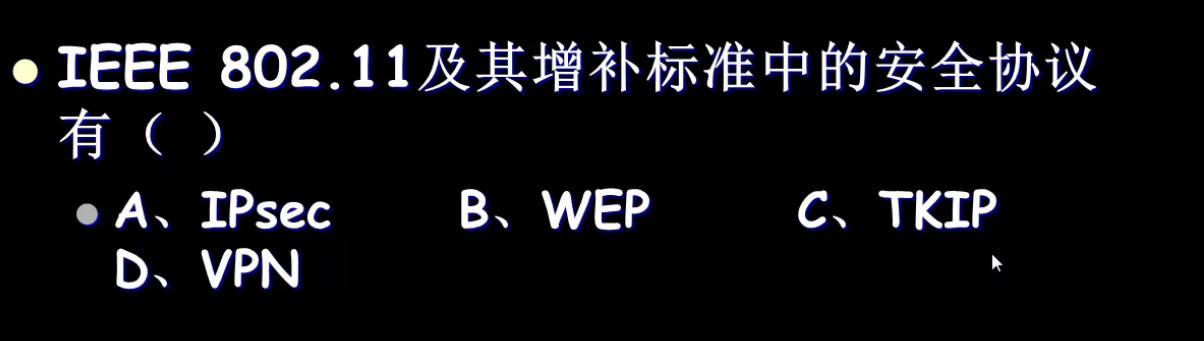 IEEE 802.11及其增补标准中的安全协议
有（ ）
A、IPsec B、WEP C、TKIP
D、VPN